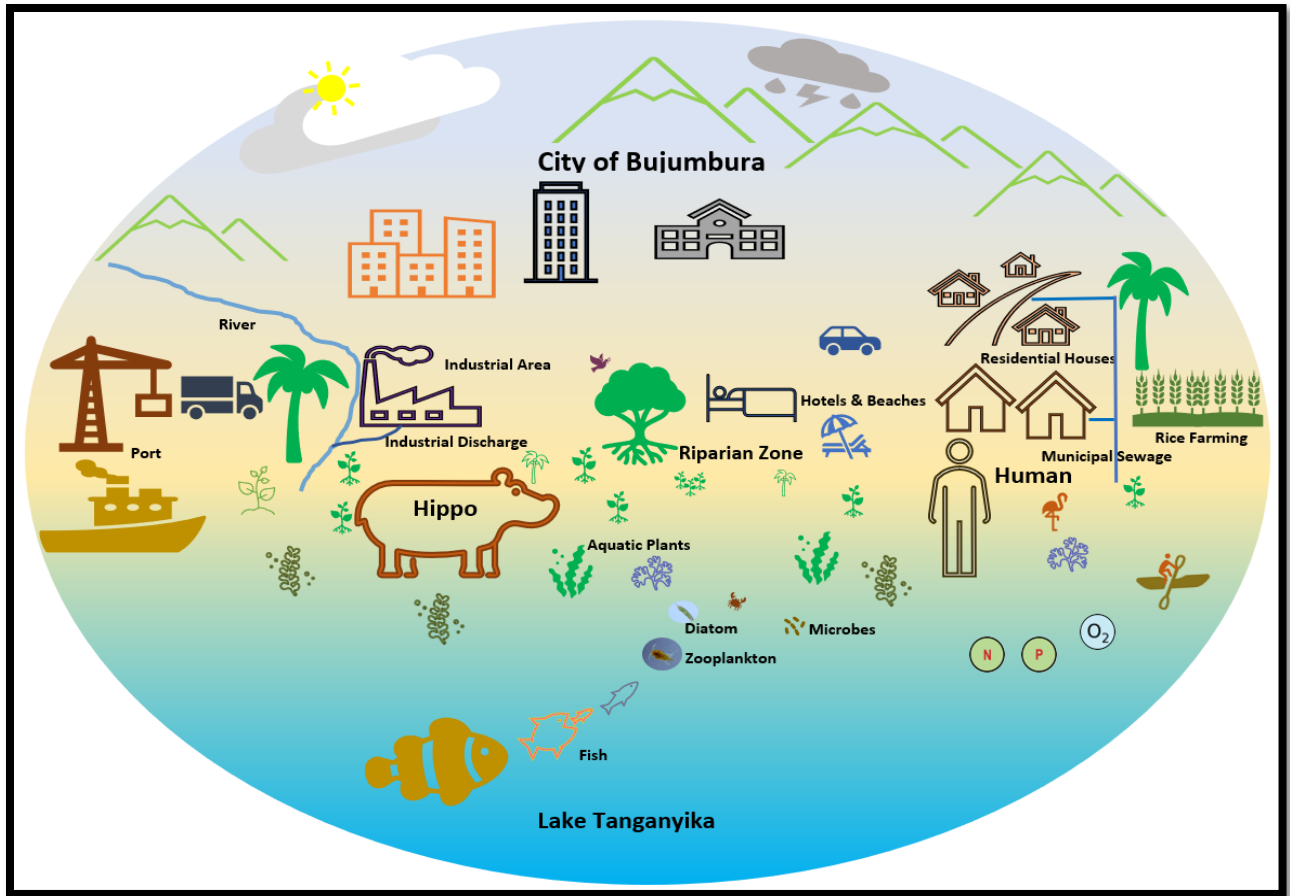 City of Bujumbura
River
Industrial Area
Residential Houses
Hotels & Beaches
Industrial Discharge
Rice Farming
Port
Riparian Zone
Municipal Sewage
Human
Hippo
Aquatic Plants
Diatom
Microbes
O₂
Zooplankton
N
P
Fish
Lake Tanganyika